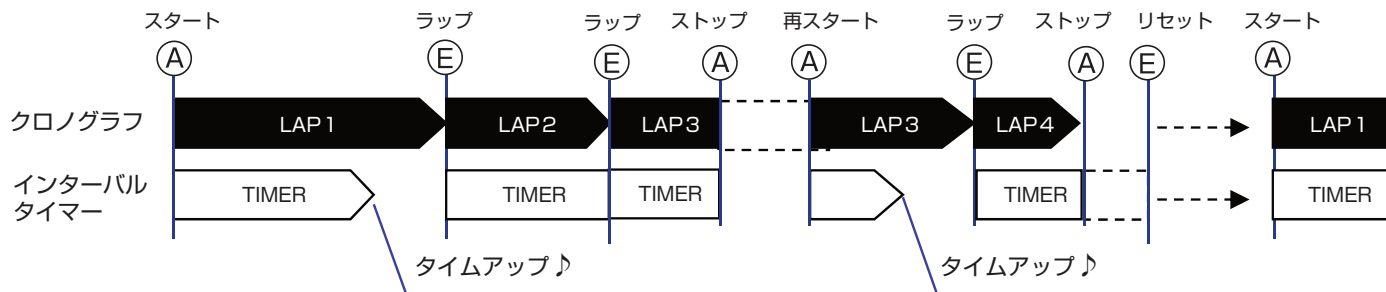 スタート ラップ ラップ ストップ 再スタート ラップ ストップ リセット スタート
A E E A A E A E A
クロノグラフ LAP1 LAP2 LAP3 LAP3 LAP4 LAP1
インターバル
タイマー
TIMER TIMER TIMER TIMER TIMER
タイムアップ♪ タイムアップ♪